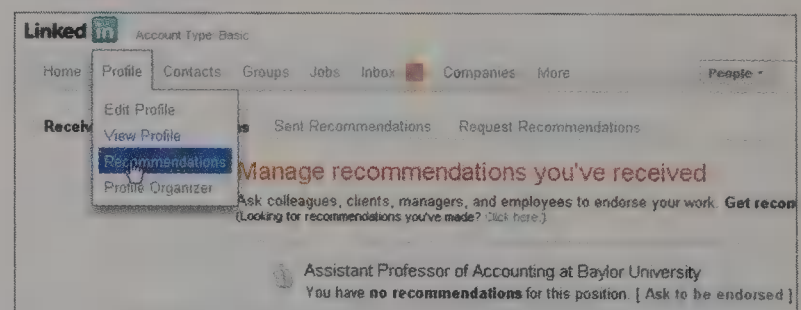 Linked in Account Type: Basic
Home Profile Contacts Groups Jobs Inbox Companies More People
Edit Profile
Receiv s Sent Recommendations Request Recommendations
View Profile
Recommendations
Profile Organizer
Manage recommendations you've received
Ask colleagues, clients, managers, and employees to endorse your work. Get recom
(Looking for recommendations you've made? Click here.)
Assistant Professor of Accounting at Baylor University
You have no recommendations for this position. [ Ask to be endorsed ]